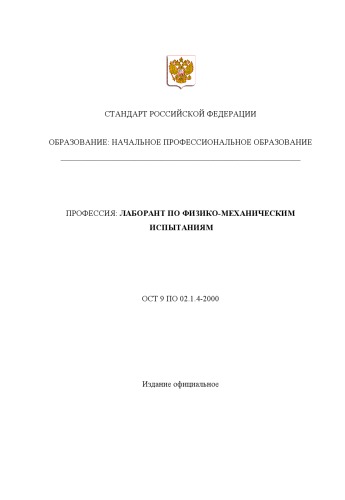 СТАНДАРТ РОССИЙСКОЙ ФЕДЕРАЦИИ
ОБРАЗОВАНИЕ: НАЧАЛЬНОЕ ПРОФЕССИОНАЛЬНОЕ ОБРАЗОВАНИЕ
ПРОФЕССИЯ: ЛАБОРАНТ ПО ФИЗИКО-МЕХАНИЧЕСКИМ
ИСПЫТАНИЯМ
ОСТ 9 ПО 02.1.4-2000
Издание официальное